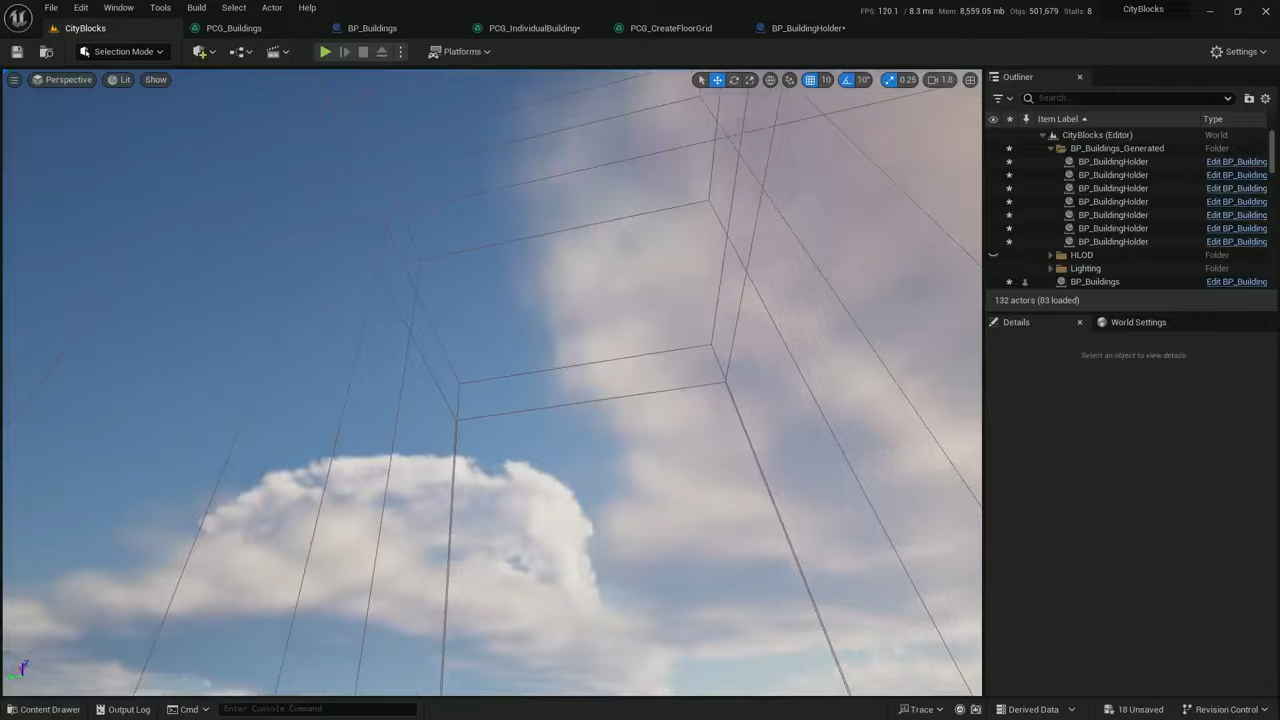 File Edit Window Tools Build Select Actor Help
FPS: 120.1 / 8.3 ms Mem: 8,559.05 mb Objs: 501,679 Stalls: 8
CityBlocks
CityBlocks PCG_Buildings BP_Buildings PCG_IndividualBuilding* PCG_CreateFloorGrid BP_BuildingHolder*
Selection Mode Platforms Settings
Perspective Lit Show 10 10° 0.25 1.8
Outliner
Search...
Item Label Type
CityBlocks (Editor) World
BP_Buildings_Generated Folder
BP_BuildingHolder Edit BP_Building
BP_BuildingHolder Edit BP_Building
BP_BuildingHolder Edit BP_Building
BP_BuildingHolder Edit BP_Building
BP_BuildingHolder Edit BP_Building
BP_BuildingHolder Edit BP_Building
BP_BuildingHolder Edit BP_Building
HLOD Folder
Lighting Folder
BP_Buildings Edit BP_Building
132 actors (83 loaded)
Details World Settings
Select an object to view details.
Z
Content Drawer Output Log Cmd Enter Console Command Trace Derived Data 18 Unsaved Revision Control